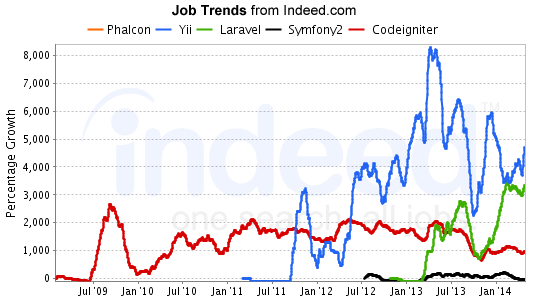 Job Trends from Indeed.com
Phalcon Yii Laravel Symfony2 Codeigniter
Percentage Growth
8,000
7,000
6,000
5,000
4,000
3,000
2,000
1,000
0
indeed™
one search. all jobs.
Jul '09 Jan '10 Jul '10 Jan '11 Jul '11 Jan '12 Jul '12 Jan '13 Jul '13 Jan '14